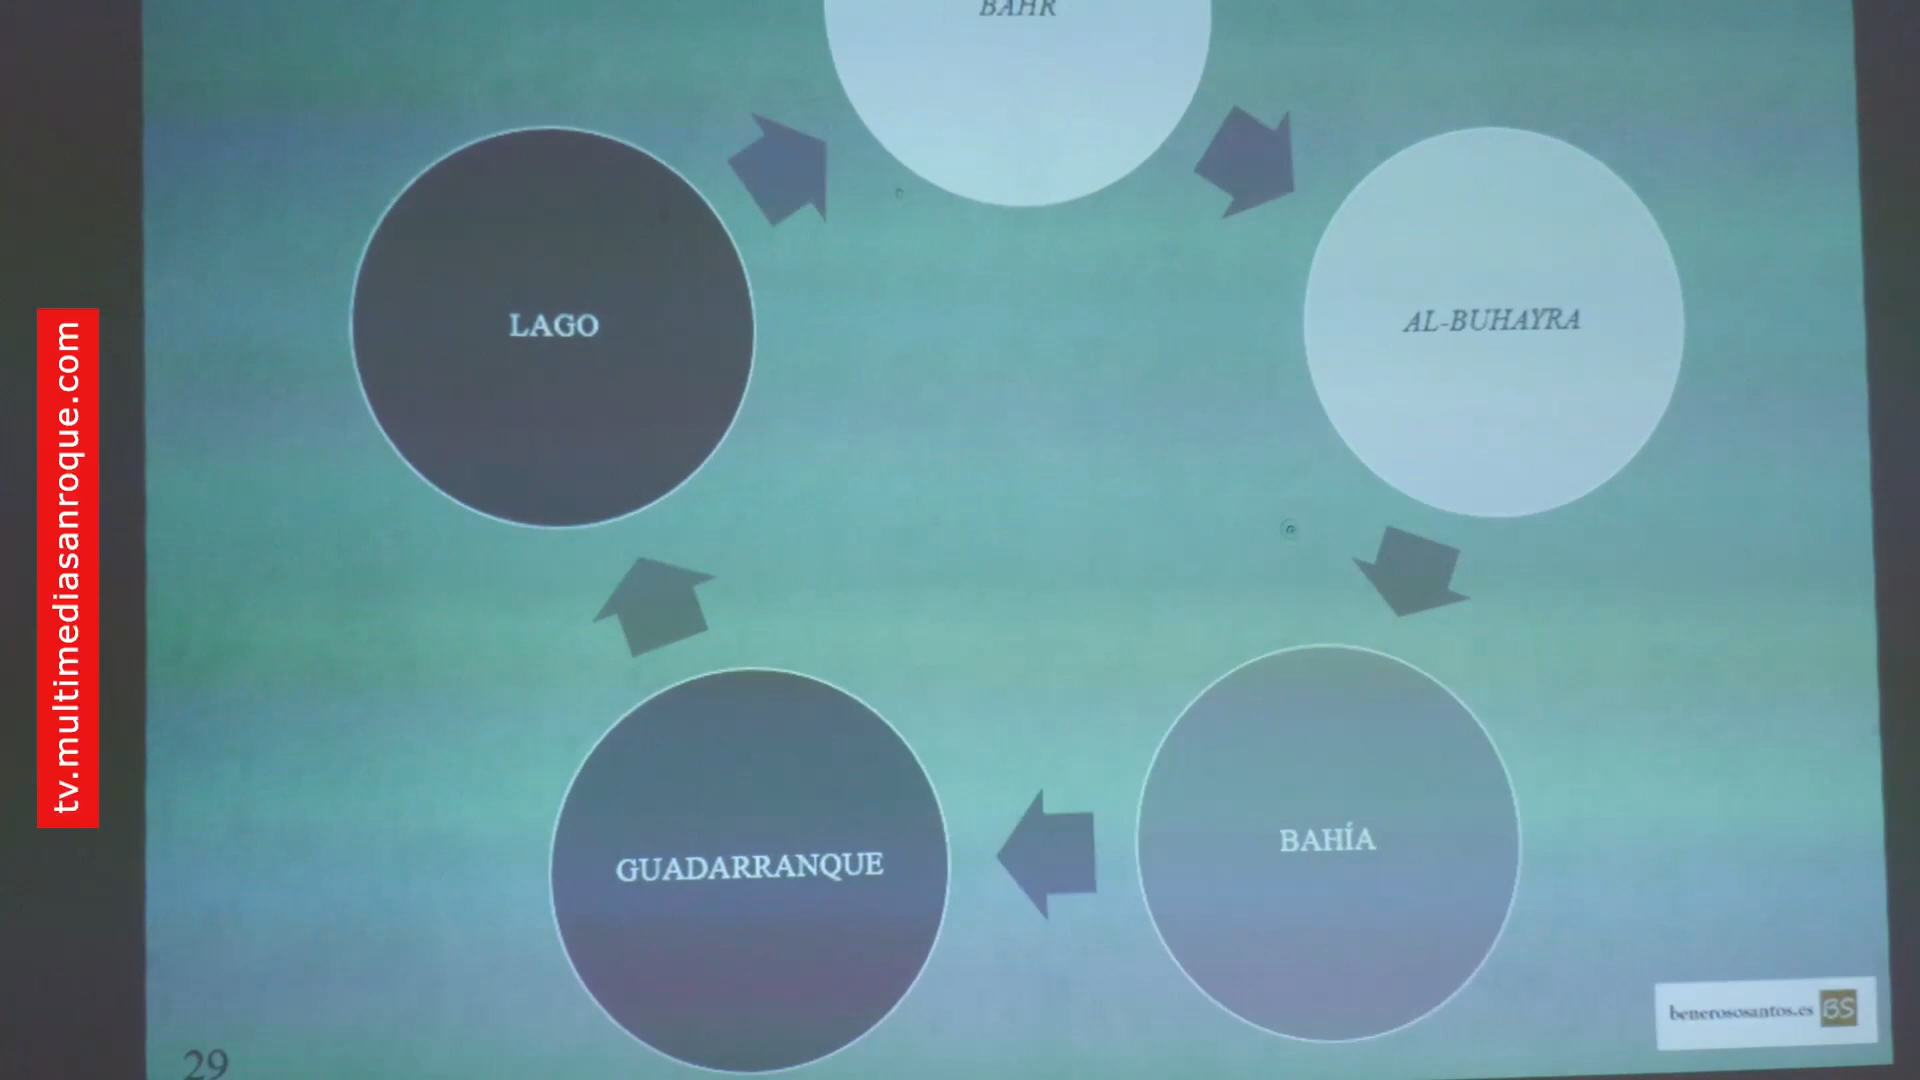 BAHR
LAGO
AL-BUHAYRA
BAHÍA
GUADARRANQUE
tv.multimediasanroque.com
benerososantos.es BS
29